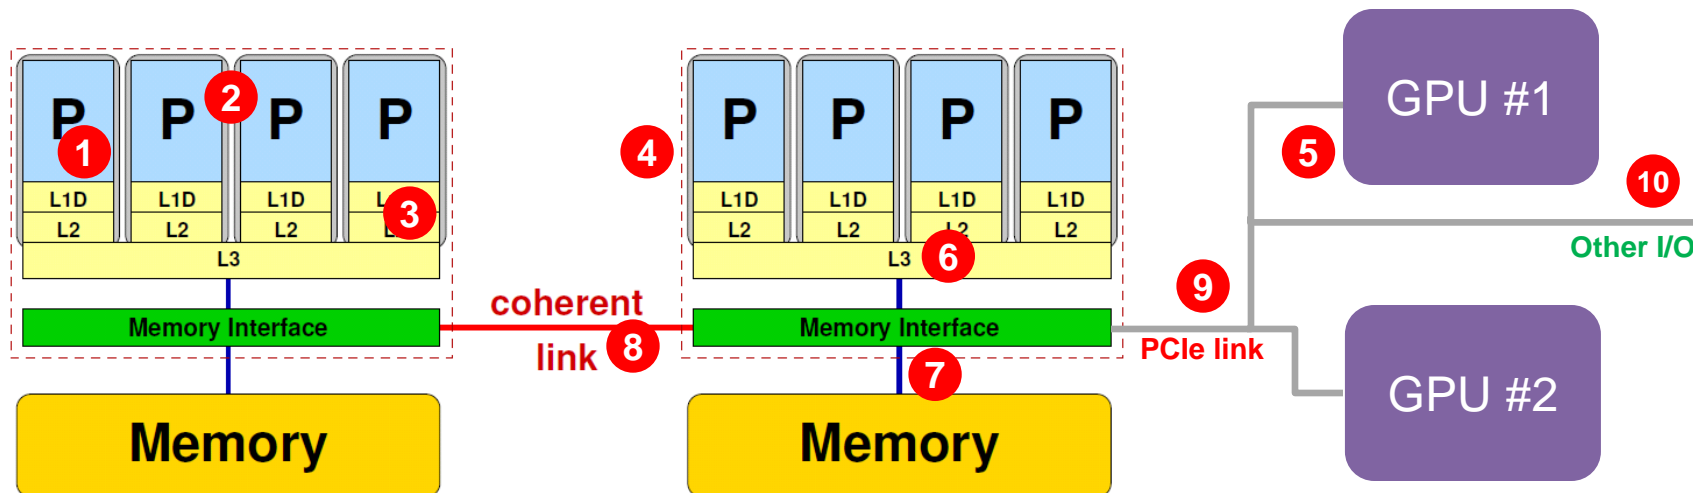 P P P P
1
2
L1D L1D L1D
3
L2 L2 L2
L3
Memory Interface
Memory
coherent
link
8
4
P P P P
L1D L1D L1D L1D
L2 L2 L2 L2
L3
6
Memory Interface
7
Memory
9
PCIe link
5
GPU #1
10
Other I/O
GPU #2